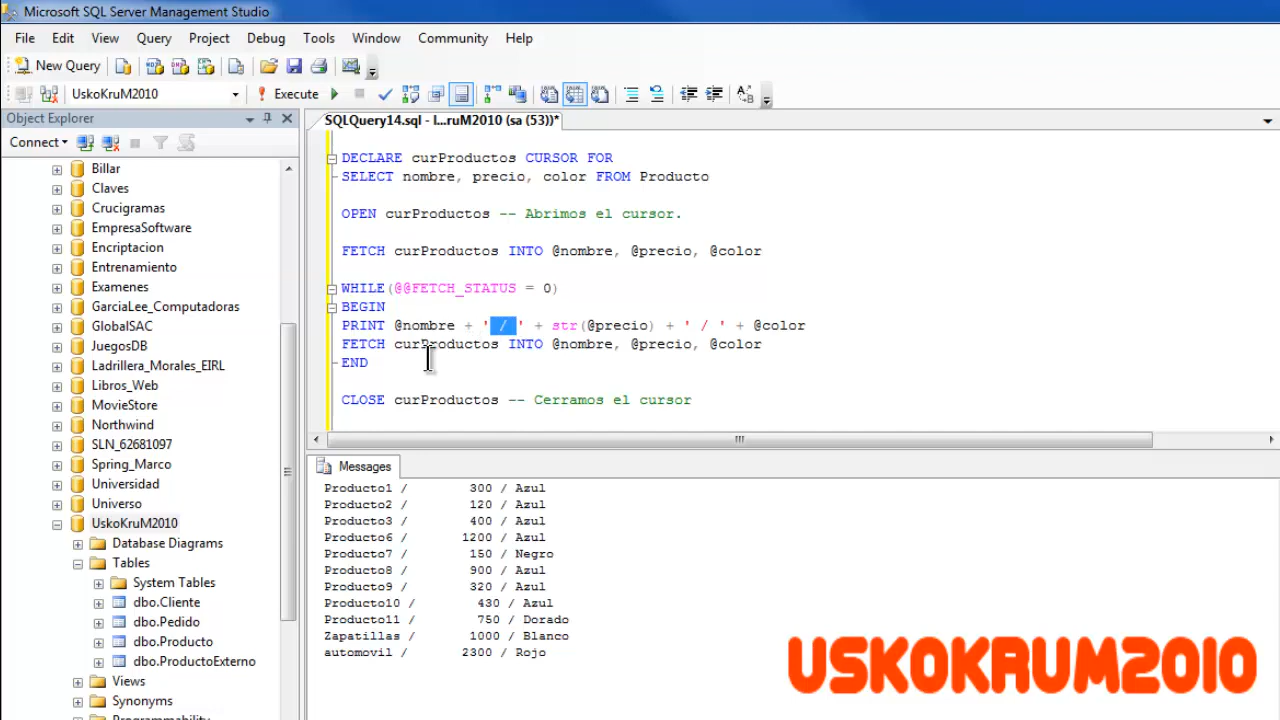 Microsoft SQL Server Management Studio
File Edit View Query Project Debug Tools Window Community Help
New Query
UskoKruM2010 Execute
Object Explorer
Connect
Billar
Claves
Crucigramas
EmpresaSoftware
Encriptacion
Entrenamiento
Examenes
GarciaLee_Computadoras
GlobalSAC
JuegosDB
Ladrillera_Morales_EIRL
Libros_Web
MovieStore
Northwind
SLN_62681097
Spring_Marco
Universidad
Universo
UskoKruM2010
Database Diagrams
Tables
System Tables
dbo.Cliente
dbo.Pedido
dbo.Producto
dbo.ProductoExterno
Views
Synonyms
Programmability
SQLQuery14.sql - l...ruM2010 (sa (53))*
DECLARE curProductos CURSOR FOR
SELECT nombre, precio, color FROM Producto
OPEN curProductos -- Abrimos el cursor.
FETCH curProductos INTO @nombre, @precio, @color
WHILE(@@FETCH_STATUS = 0)
BEGIN
PRINT @nombre + ' / ' + str(@precio) + ' / ' + @color
FETCH curProductos INTO @nombre, @precio, @color
END
CLOSE curProductos -- Cerramos el cursor
Messages
Producto1 / 300 / Azul
Producto2 / 120 / Azul
Producto3 / 400 / Azul
Producto6 / 1200 / Azul
Producto7 / 150 / Negro
Producto8 / 900 / Azul
Producto9 / 320 / Azul
Producto10 / 430 / Azul
Producto11 / 750 / Dorado
Zapatillas / 1000 / Blanco
automovil / 2300 / Rojo
USKOKRUM2010